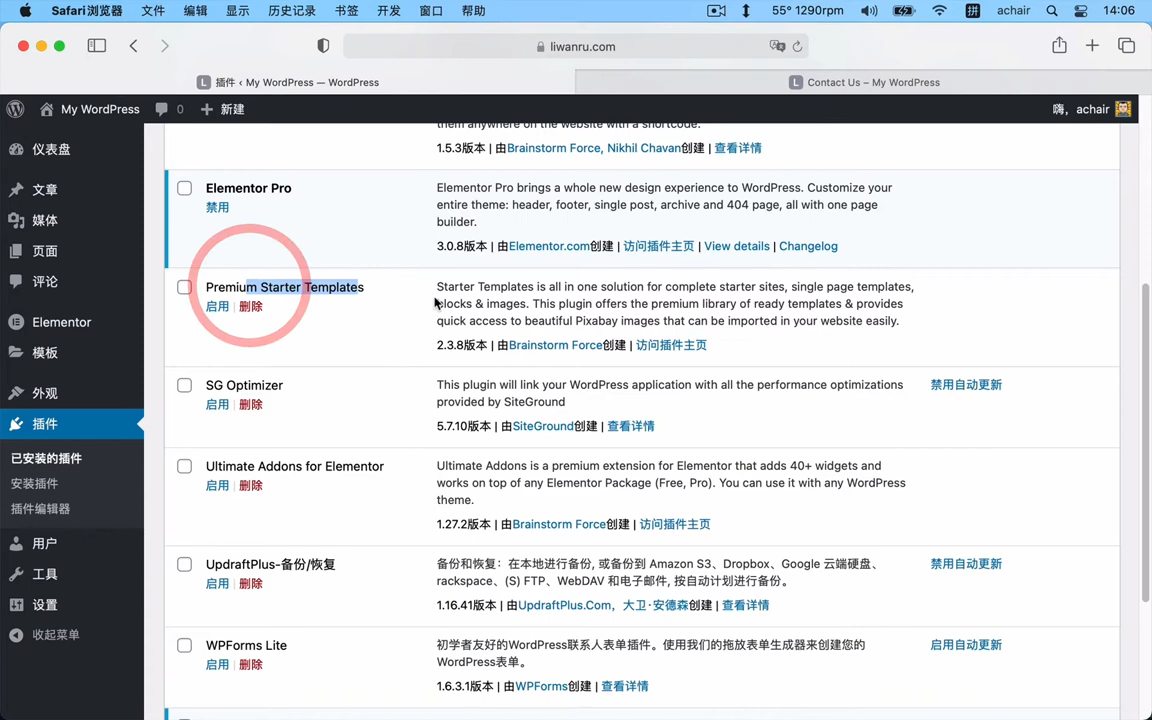 Safari浏览器 文件 编辑 显示 历史记录 书签 开发 窗口 帮助 55° 1290rpm 拼 achair 14:06
liwanru.com
L 插件 ‹ My WordPress — WordPress L Contact Us – My WordPress
My WordPress 0 新建 嗨，achair
them anywhere on the website with a shortcode.
1.5.3版本 | 由Brainstorm Force, Nikhil Chavan创建 | 查看详情
仪表盘
文章
媒体
页面
评论
Elementor
模板
外观
插件
已安装的插件
安装插件
插件编辑器
用户
工具
设置
收起菜单
Elementor Pro
禁用
Elementor Pro brings a whole new design experience to WordPress. Customize your
entire theme: header, footer, single post, archive and 404 page, all with one page
builder.
3.0.8版本 | 由Elementor.com创建 | 访问插件主页 | View details | Changelog
Premium Starter Templates
启用 | 删除
Starter Templates is all in one solution for complete starter sites, single page templates,
blocks & images. This plugin offers the premium library of ready templates & provides
quick access to beautiful Pixabay images that can be imported in your website easily.
2.3.8版本 | 由Brainstorm Force创建 | 访问插件主页
SG Optimizer
启用 | 删除
This plugin will link your WordPress application with all the performance optimizations
provided by SiteGround
5.7.10版本 | 由SiteGround创建 | 查看详情
禁用自动更新
Ultimate Addons for Elementor
启用 | 删除
Ultimate Addons is a premium extension for Elementor that adds 40+ widgets and
works on top of any Elementor Package (Free, Pro). You can use it with any WordPress
theme.
1.27.2版本 | 由Brainstorm Force创建 | 访问插件主页
UpdraftPlus-备份/恢复
启用 | 删除
备份和恢复：在本地进行备份, 或备份到 Amazon S3、Dropbox、Google 云端硬盘、
rackspace、(S) FTP、WebDAV 和电子邮件, 按自动计划进行备份。
1.16.41版本 | 由UpdraftPlus.Com，大卫·安德森创建 | 查看详情
禁用自动更新
WPForms Lite
启用 | 删除
初学者友好的WordPress联系人表单插件。使用我们的拖放表单生成器来创建您的
WordPress表单。
1.6.3.1版本 | 由WPForms创建 | 查看详情
启用自动更新